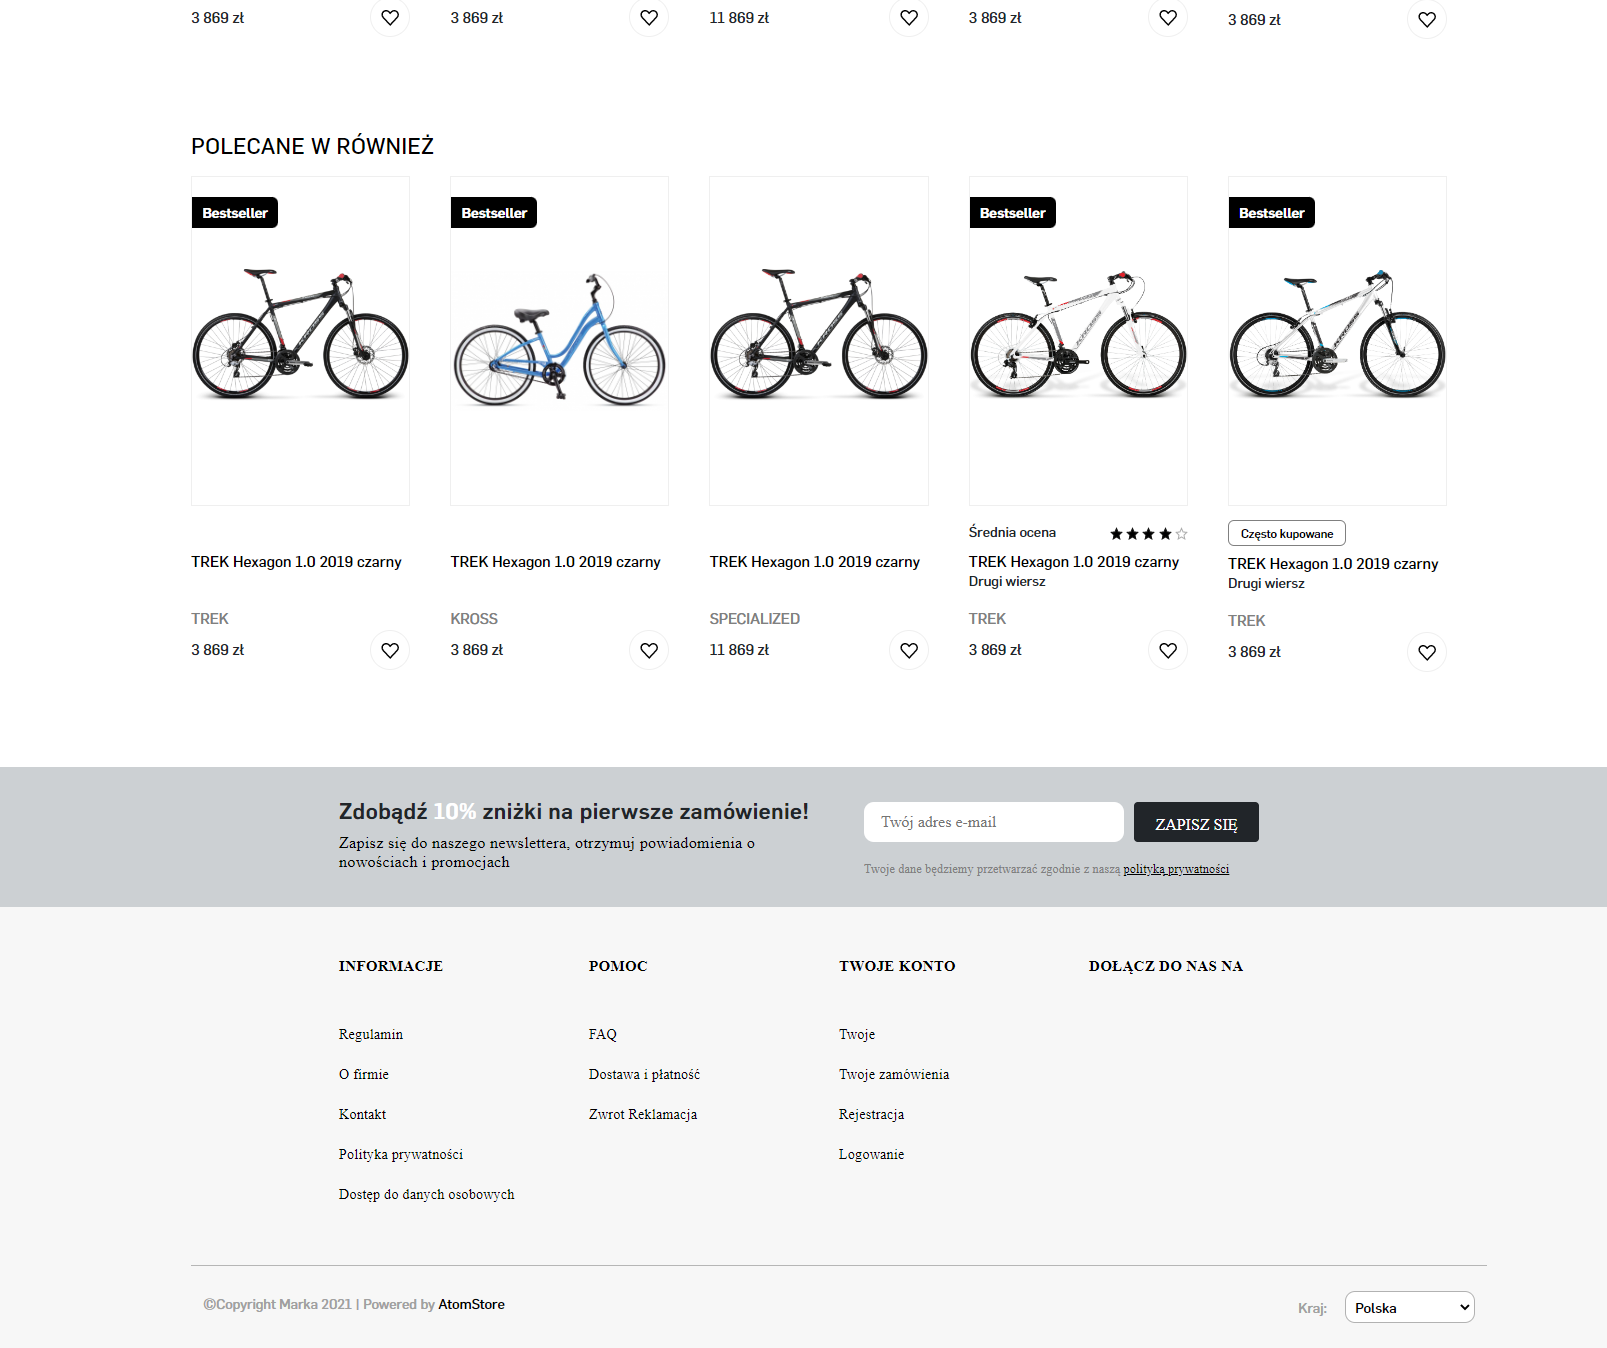 3 869 zł
3 869 zł
11 869 zł
3 869 zł
3 869 zł
POLECANE W RÓWNIEŻ
Bestseller
Bestseller
Bestseller
Bestseller
Średnia ocena
Często kupowane
TREK Hexagon 1.0 2019 czarny
TREK Hexagon 1.0 2019 czarny
TREK Hexagon 1.0 2019 czarny
TREK Hexagon 1.0 2019 czarny
Drugi wiersz
TREK Hexagon 1.0 2019 czarny
Drugi wiersz
TREK
KROSS
SPECIALIZED
TREK
TREK
3 869 zł
3 869 zł
11 869 zł
3 869 zł
3 869 zł
Zdobądź 10% zniżki na pierwsze zamówienie!
Zapisz się do naszego newslettera, otrzymuj powiadomienia o
nowościach i promocjach
Twój adres e-mail
ZAPISZ SIĘ
Twoje dane będziemy przetwarzać zgodnie z naszą polityką prywatności
INFORMACJE
Regulamin
O firmie
Kontakt
Polityka prywatności
Dostęp do danych osobowych
POMOC
FAQ
Dostawa i płatność
Zwrot Reklamacja
TWOJE KONTO
Twoje
Twoje zamówienia
Rejestracja
Logowanie
DOŁĄCZ DO NAS NA
©Copyright Marka 2021 | Powered by AtomStore
Kraj:
Polska